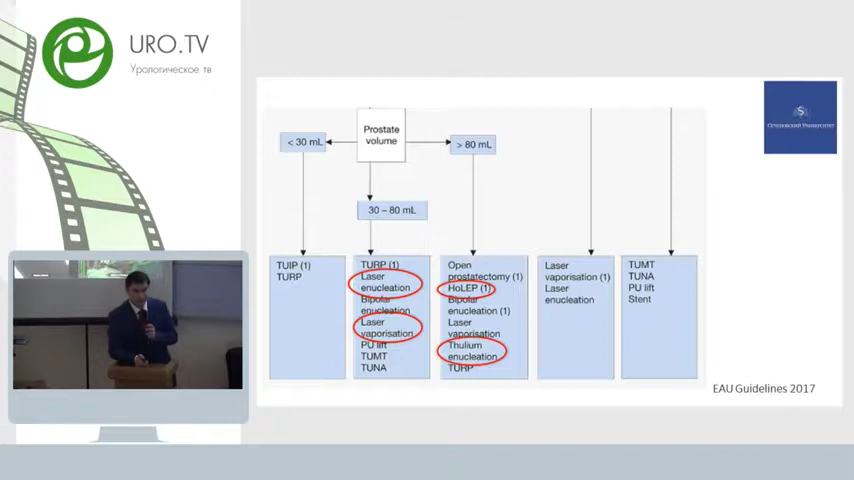 URO.TV
Урологическое тв
S
СЕЧЕНОВСКИЙ УНИВЕРСИТЕТ
Prostate
volume
< 30 mL
> 80 mL
30 – 80 mL
TUIP (1)
TURP
TURP (1)
Laser
enucleation
Bipolar
enucleation
Laser
vaporisation
PU lift
TUMT
TUNA
Open
prostatectomy (1)
HoLEP (1)
Bipolar
enucleation (1)
Laser
vaporisation
Thulium
enucleation
TURP
Laser
vaporisation (1)
Laser
enucleation
TUMT
TUNA
PU lift
Stent
EAU Guidelines 2017